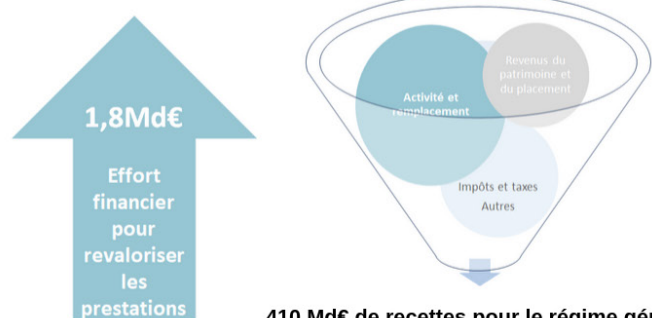 1,8Md€
Effort
financier
pour
revaloriser
les
prestations
Revenus du
patrimoine et
du placement
Activité et
remplacement
Impôts et taxes
Autres
410 Md€ de recettes pour le régime gén